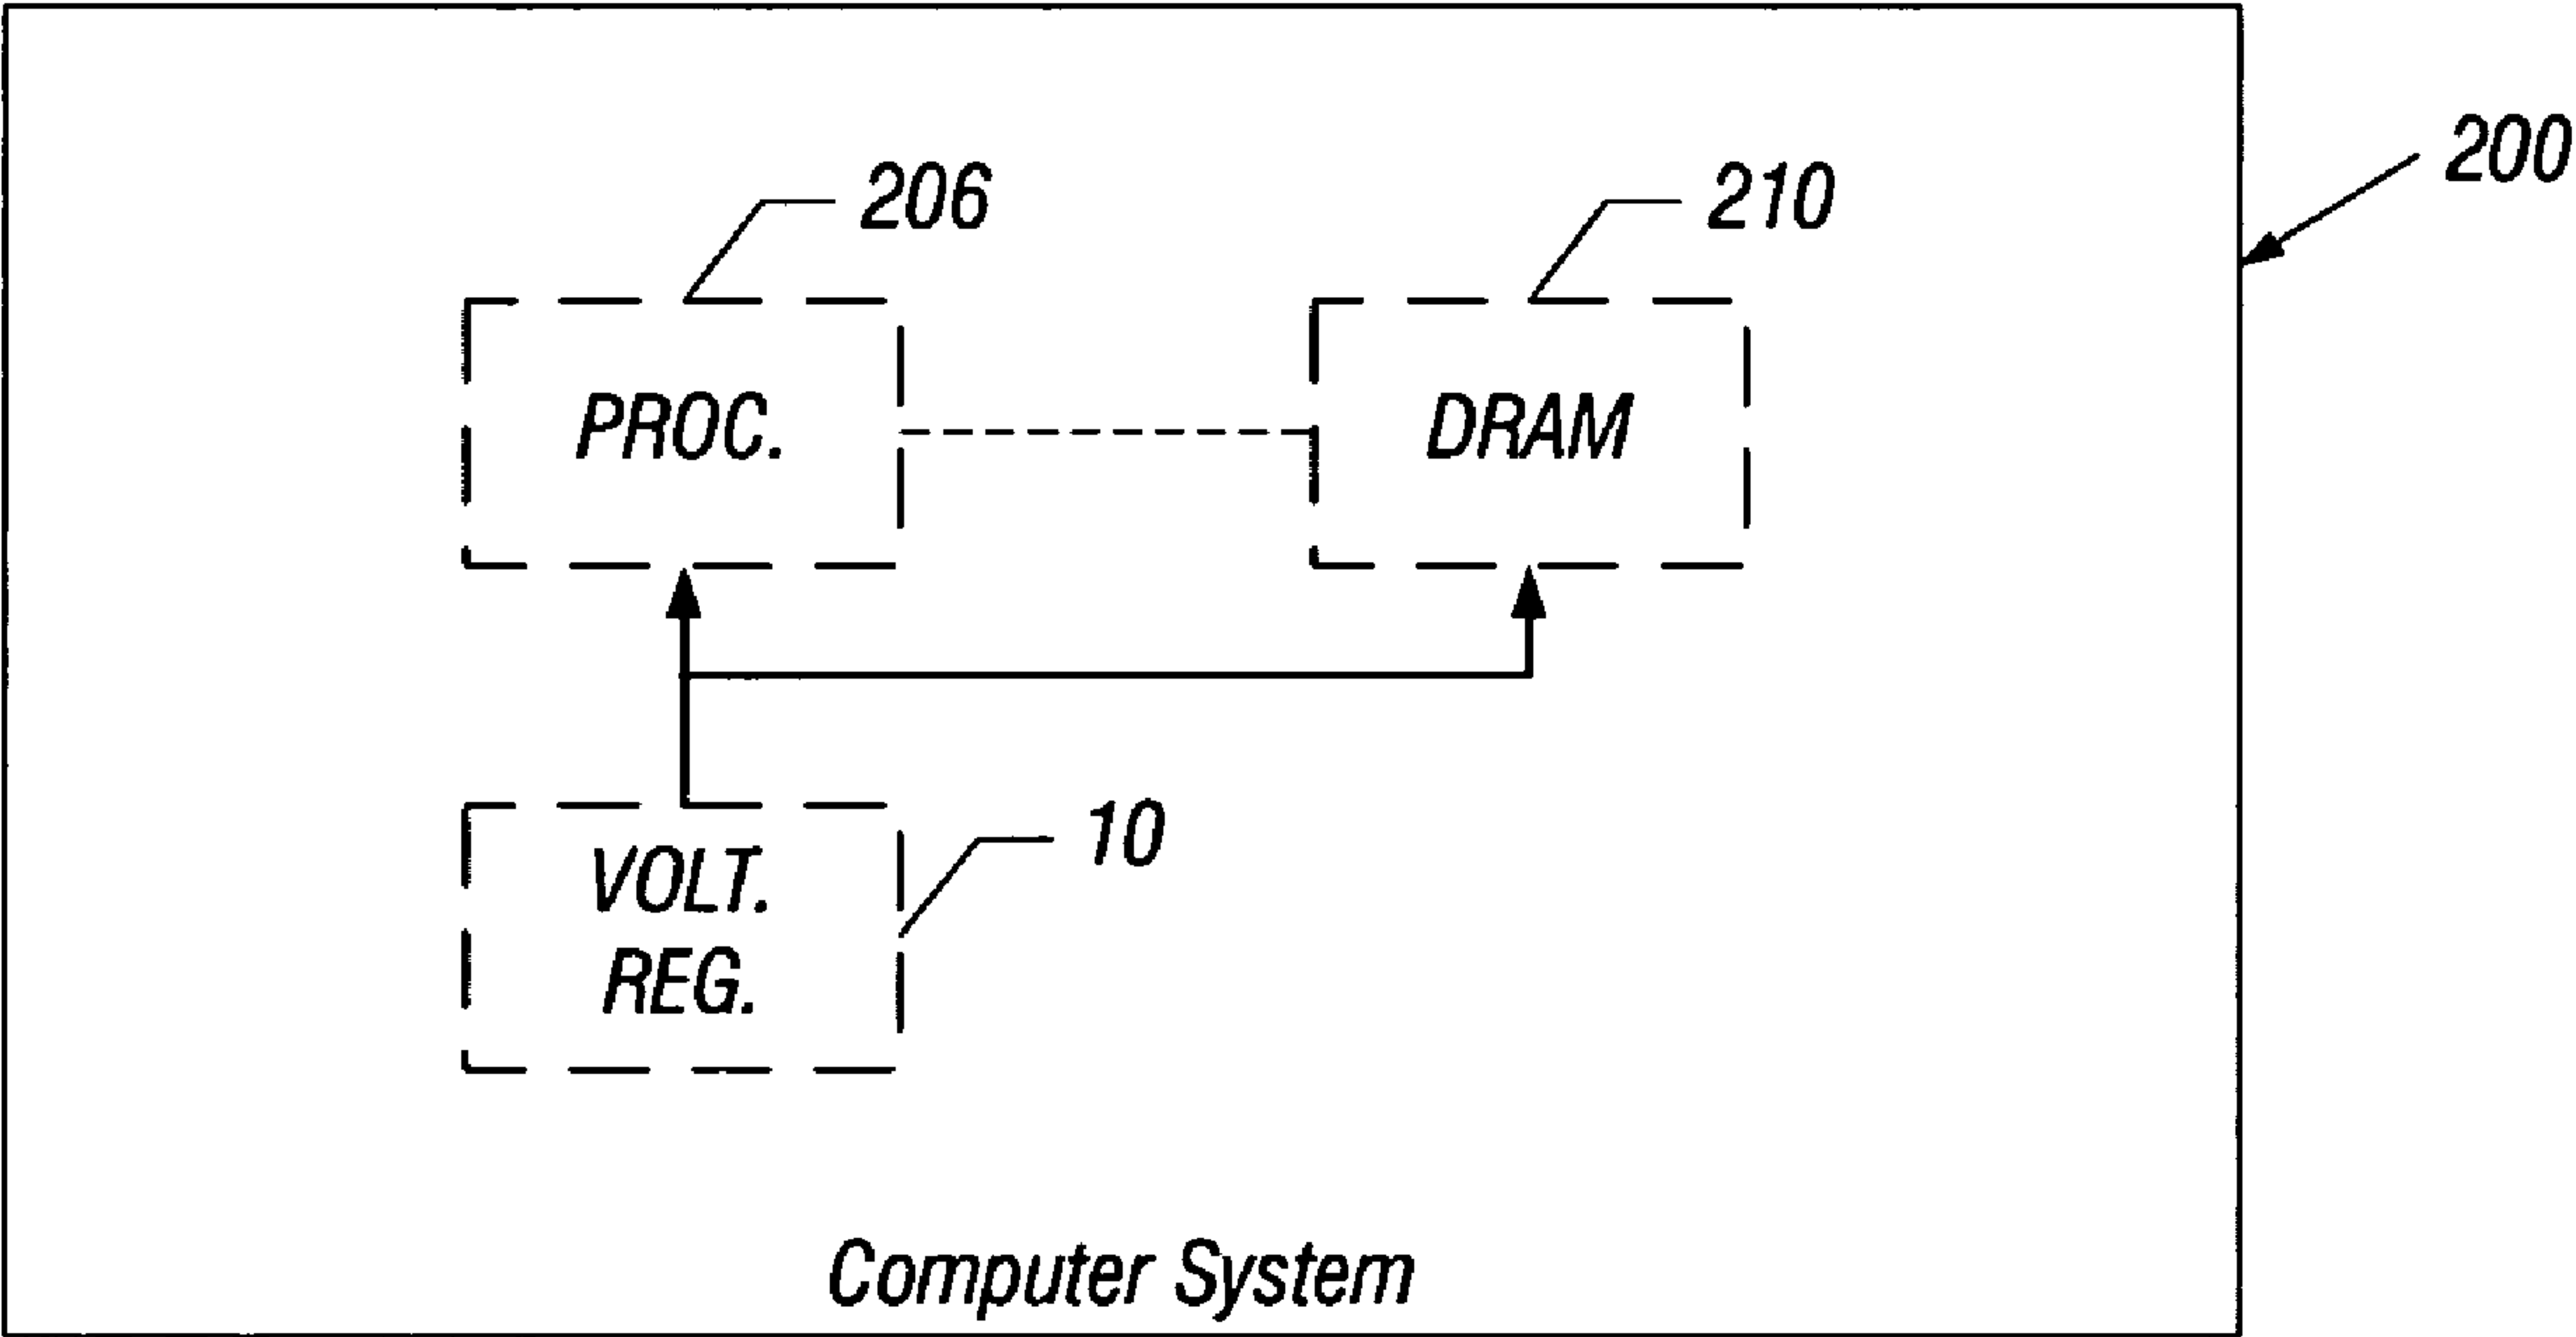 200
206
210
PROC.
DRAM
10
VOLT.
REG.
Computer System